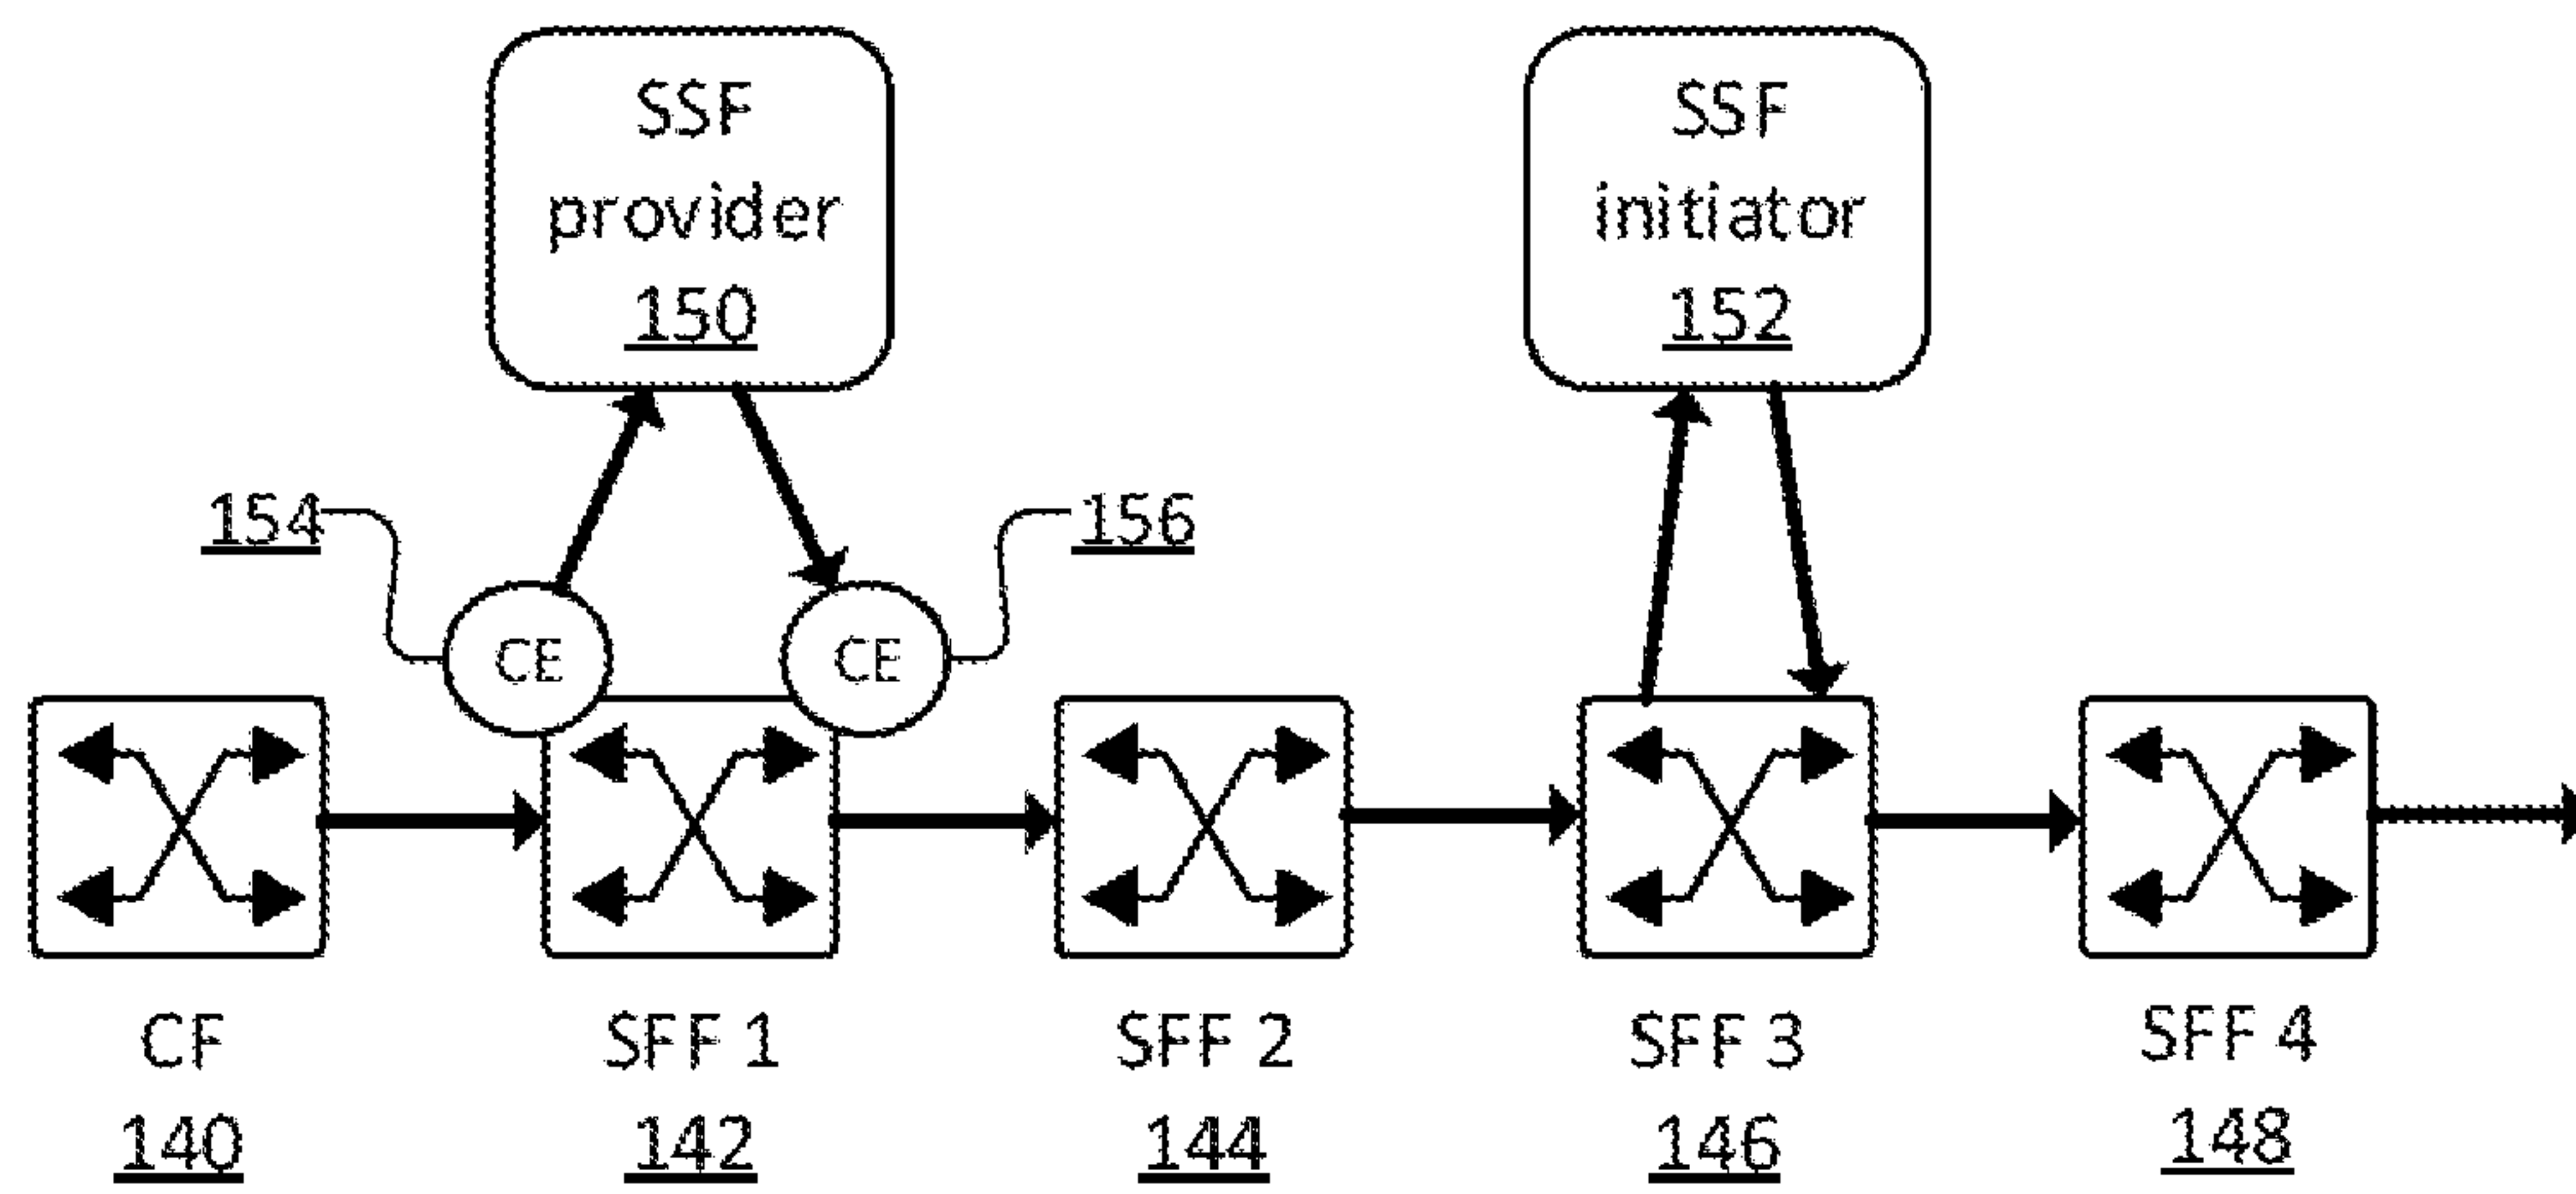 SSF
provider
150
SSF
initiator
152
154
156
CE
CE
CF
140
SFF 1
142
SFF 2
144
SFF 3
146
SFF 4
148